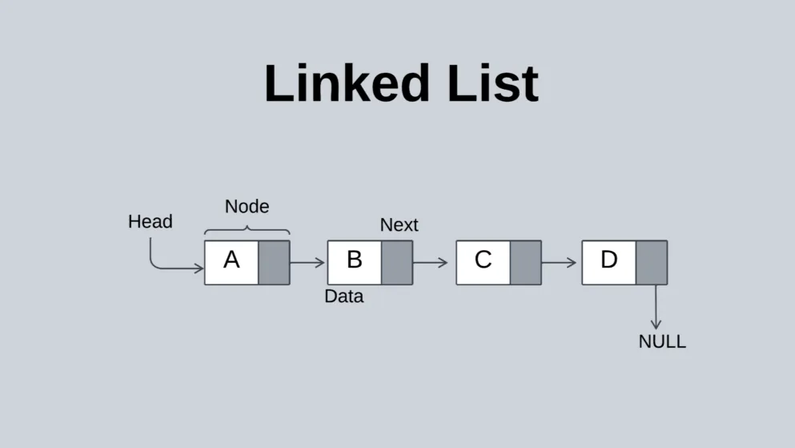 Linked List
Node
Head
Next
A
B
C
D
Data
NULL